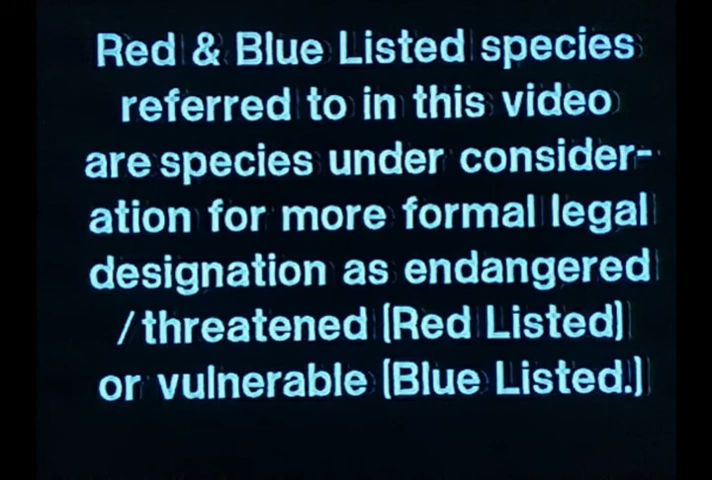 Red & Blue Listed species
referred to in this video
are species under consider-
ation for more formal legal
designation as endangered
/threatened (Red Listed)
or vulnerable (Blue Listed.)